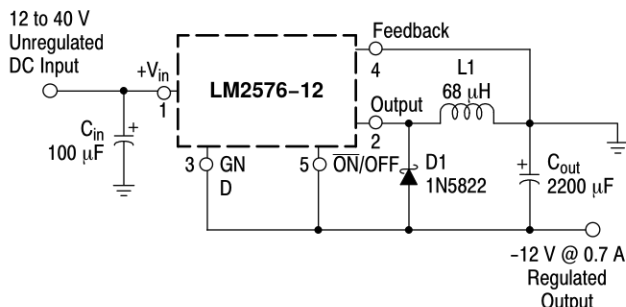 12 to 40 V
Unregulated
DC Input
+Vin
1
Cin
100 µF
+
LM2576−12
Feedback
4
Output
2
L1
68 µH
3
GN
D
5
ON/OFF
D1
1N5822
+
Cout
2200 µF
−12 V @ 0.7 A
Regulated
Output